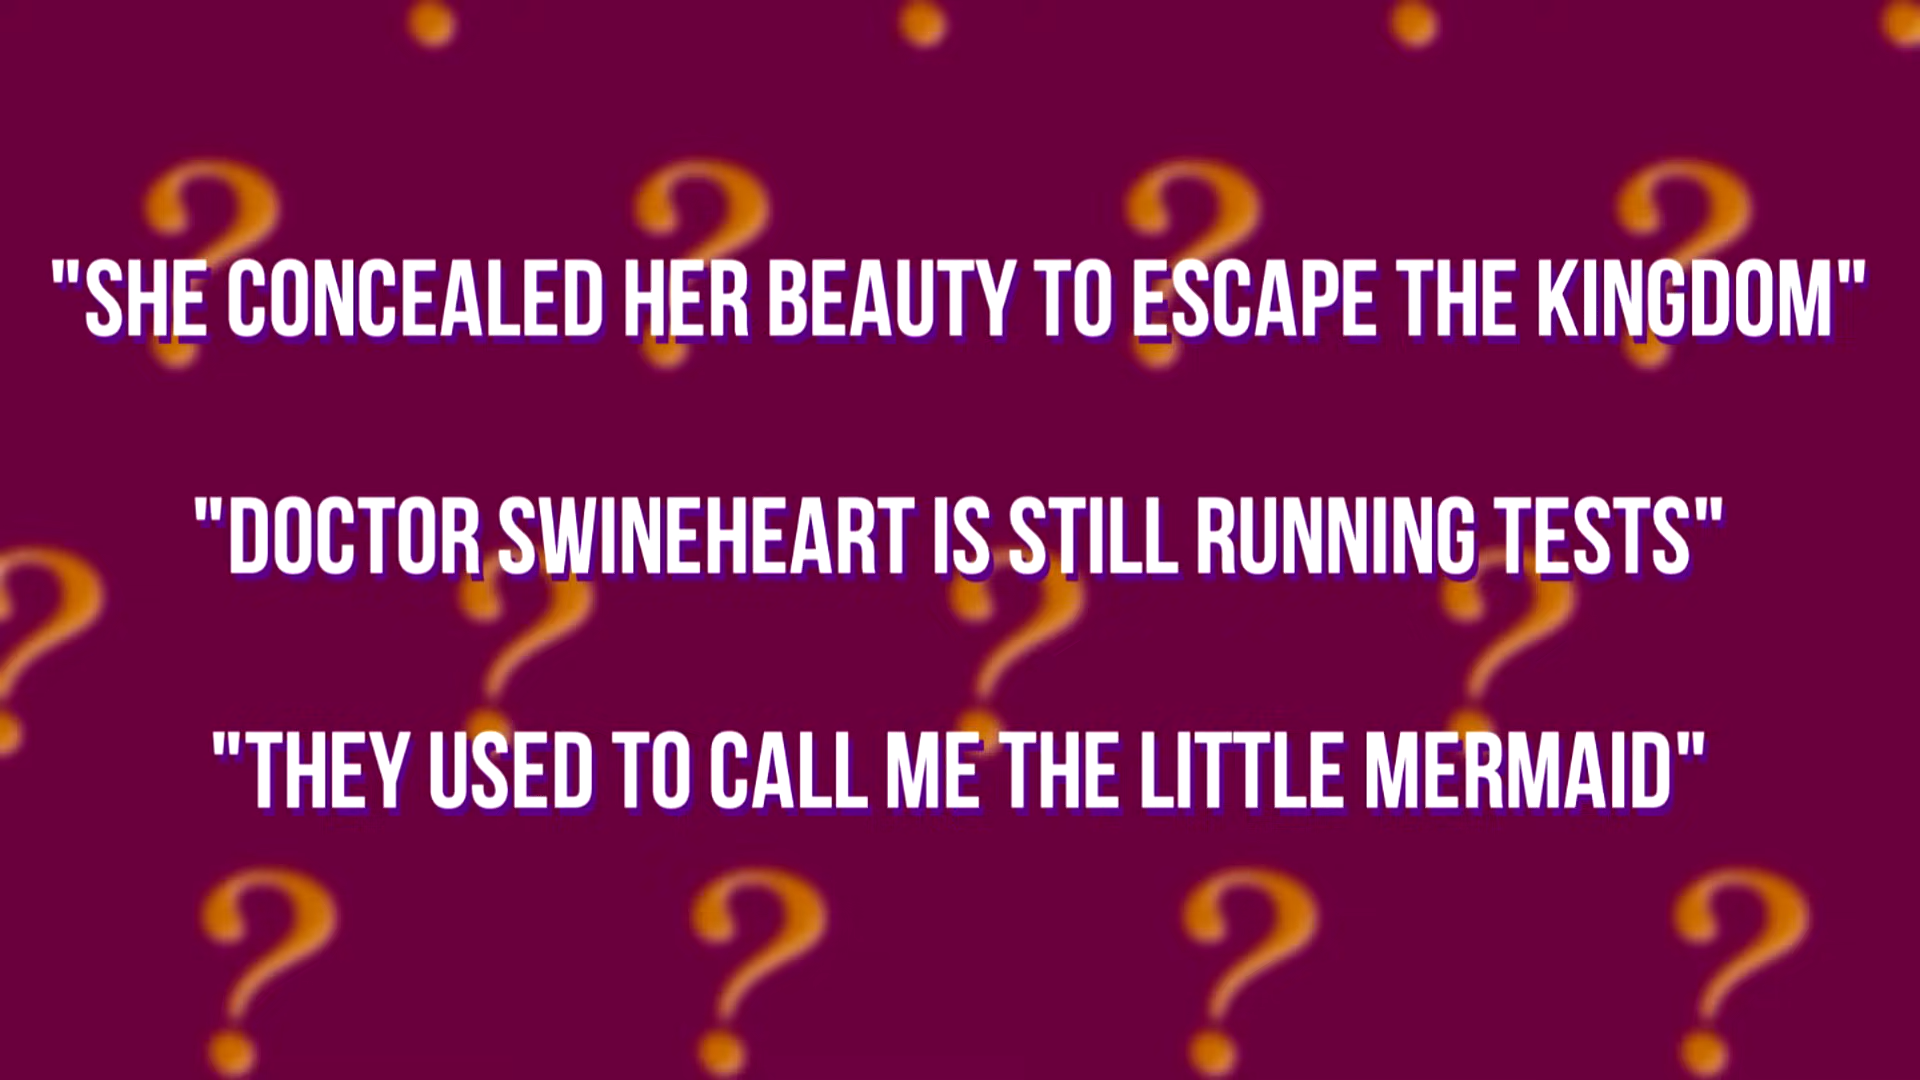 "SHE CONCEALED HER BEAUTY TO ESCAPE THE KINGDOM"
"DOCTOR SWINEHEART IS STILL RUNNING TESTS"
"THEY USED TO CALL ME THE LITTLE MERMAID"